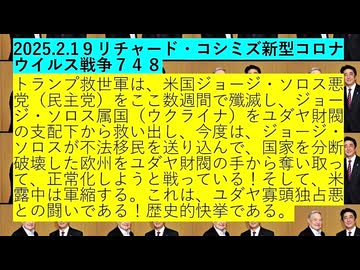 2025.2.19リチャード・コシミズ新型コロナ
ウイルス戦争７４８
トランプ救世軍は、米国ジョージ・ソロス悪
党（民主党）をここ数週間で殲滅し、ジョー
ジ・ソロス属国（ウクライナ）をユダヤ財閥
の支配下から救い出し、今度は、ジョージ・
ソロスが不法移民を送り込んで、国家を分断
破壊した欧州をユダヤ財閥の手から奪い取っ
て、正常化しようと戦っている！そして、米
露中は軍縮する。これは、ユダヤ寡頭独占悪
との闘いである！歴史的快挙である。